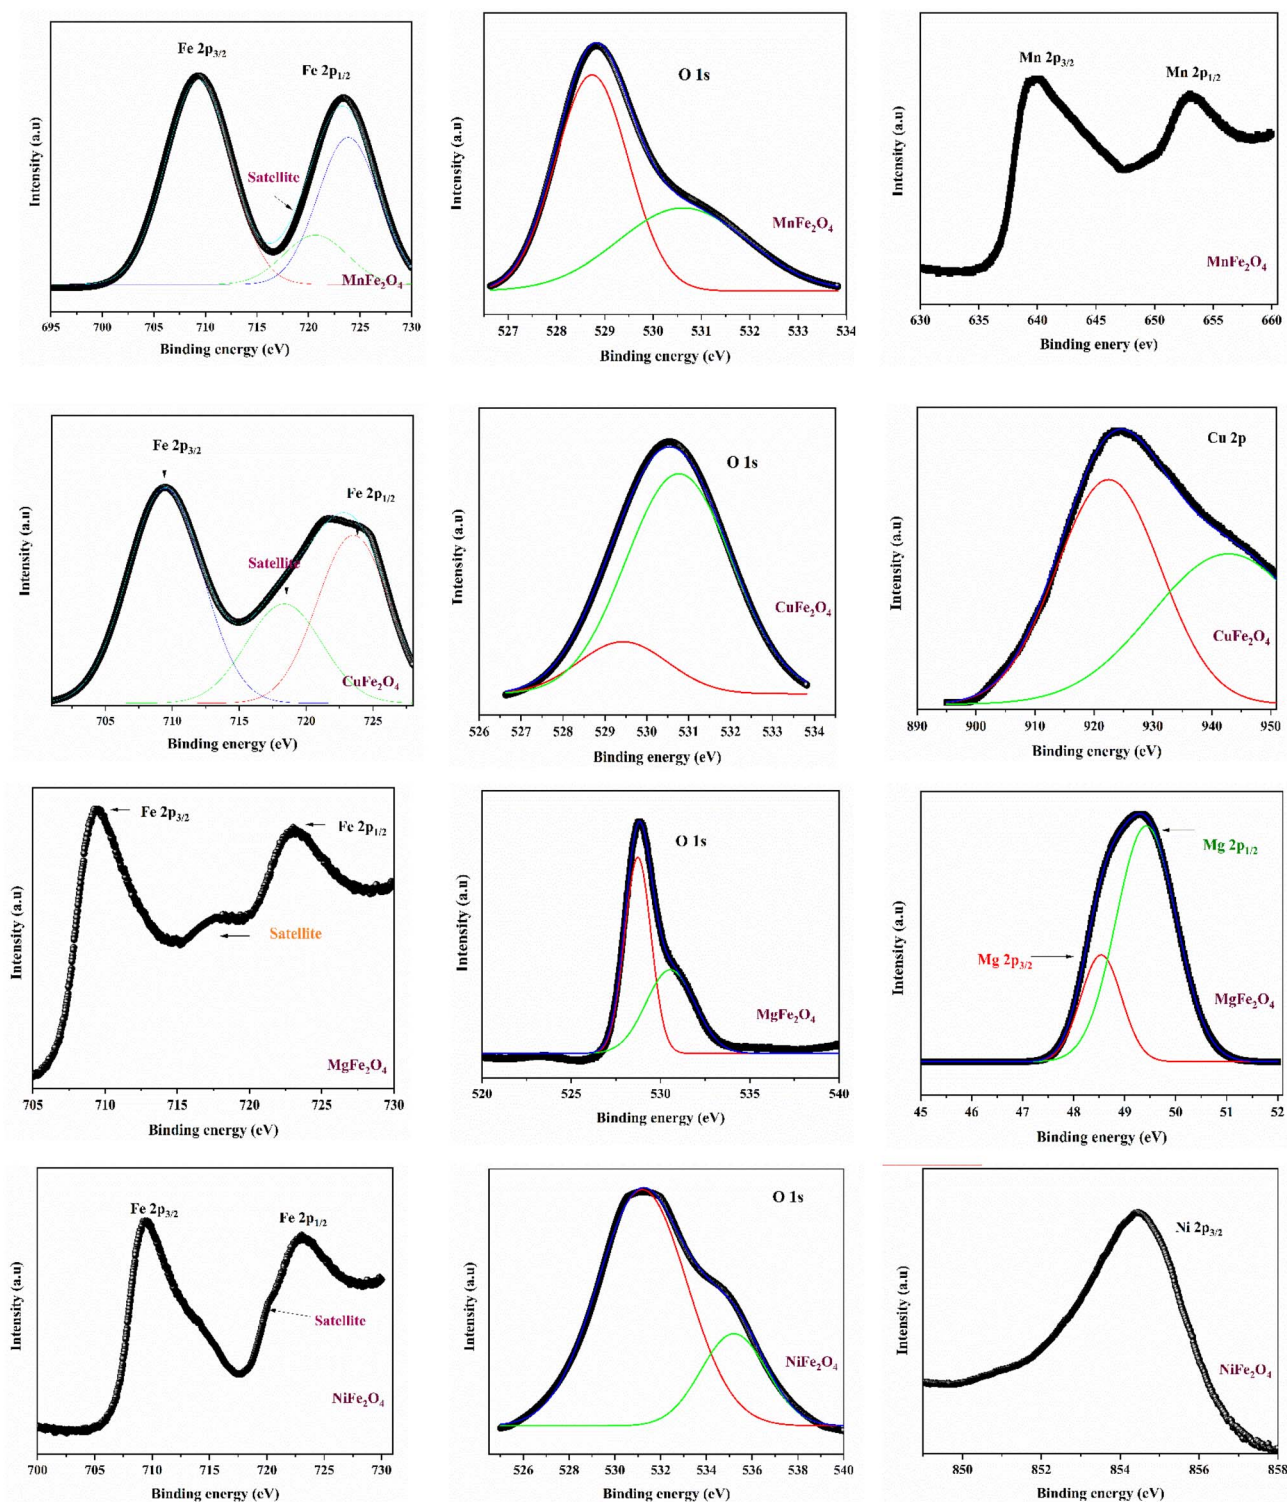 Fe 2p3/2
Fe 2p1/2
Satellite
MnFe2O4
Intensity (a.u)
695 700 705 710 715 720 725 730
Binding energy (eV)
O 1s
MnFe2O4
Intensity (a.u)
527 528 529 530 531 532 533 534
Binding energy (eV)
Mn 2p3/2
Mn 2p1/2
MnFe2O4
Intensity (a.u)
630 635 640 645 650 655 660
Binding enery (ev)
Fe 2p3/2
Fe 2p1/2
Satellite
CuFe2O4
Intensity (a.u)
705 710 715 720 725
Binding energy (eV)
O 1s
CuFe2O4
Intensity (a.u)
526 527 528 529 530 531 532 533 534
Binding energy (eV)
Cu 2p
CuFe2O4
Intensity (a.u)
890 900 910 920 930 940 950
Binding energy (eV)
Fe 2p3/2
Fe 2p1/2
Satellite
MgFe2O4
Intensity (a.u)
705 710 715 720 725 730
Binding energy (eV)
O 1s
MgFe2O4
Intensity (a.u)
520 525 530 535 540
Binding energy (eV)
Mg 2p1/2
Mg 2p3/2
MgFe2O4
Intensity (a.u)
45 46 47 48 49 50 51 52
Binding energy (eV)
Fe 2p3/2
Fe 2p1/2
Satellite
NiFe2O4
Intensity (a.u)
700 705 710 715 720 725 730
Binding energy (eV)
O 1s
NiFe2O4
Intensity (a.u)
526 528 530 532 534 536 538 540
Binding energy (eV)
Ni 2p3/2
NiFe2O4
Intensity (a.u)
850 852 854 856 858
Binding energy (eV)